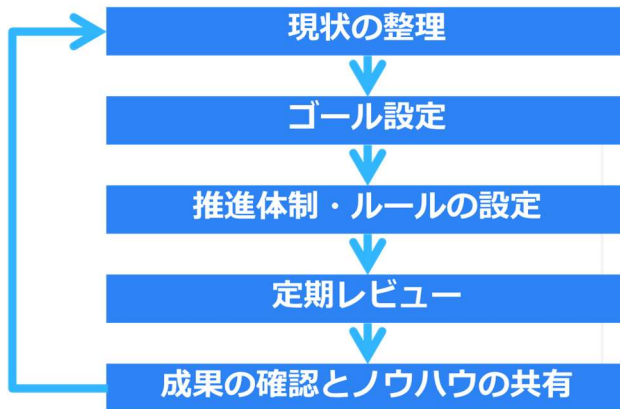 現状の整理
ゴール設定
推進体制・ルールの設定
定期レビュー
成果の確認とノウハウの共有